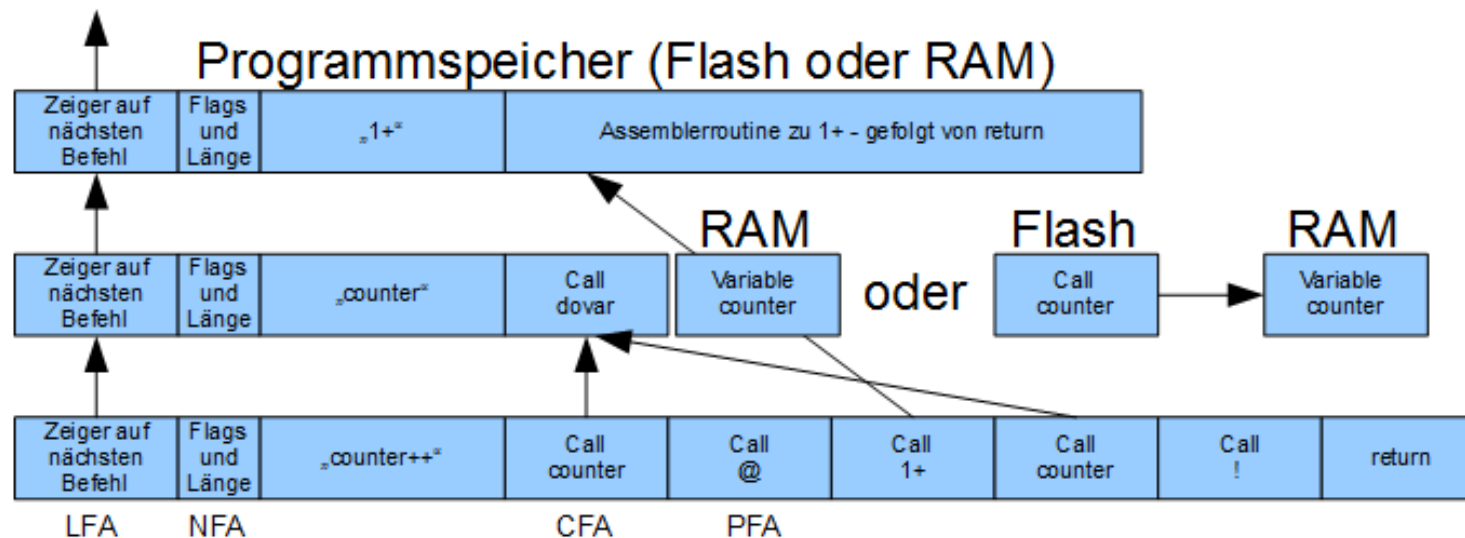 Programmspeicher (Flash oder RAM)
Zeiger auf
nächsten
Befehl
Flags
und
Länge
„1+“
Assemblerroutine zu 1+ - gefolgt von return
RAM
Flash
RAM
Zeiger auf
nächsten
Befehl
Flags
und
Länge
„counter“
Call
dovar
Variable
counter
oder
Call
counter
Variable
counter
Zeiger auf
nächsten
Befehl
Flags
und
Länge
„counter++“
Call
counter
Call
@
Call
1+
Call
counter
Call
!
return
LFA
NFA
CFA
PFA